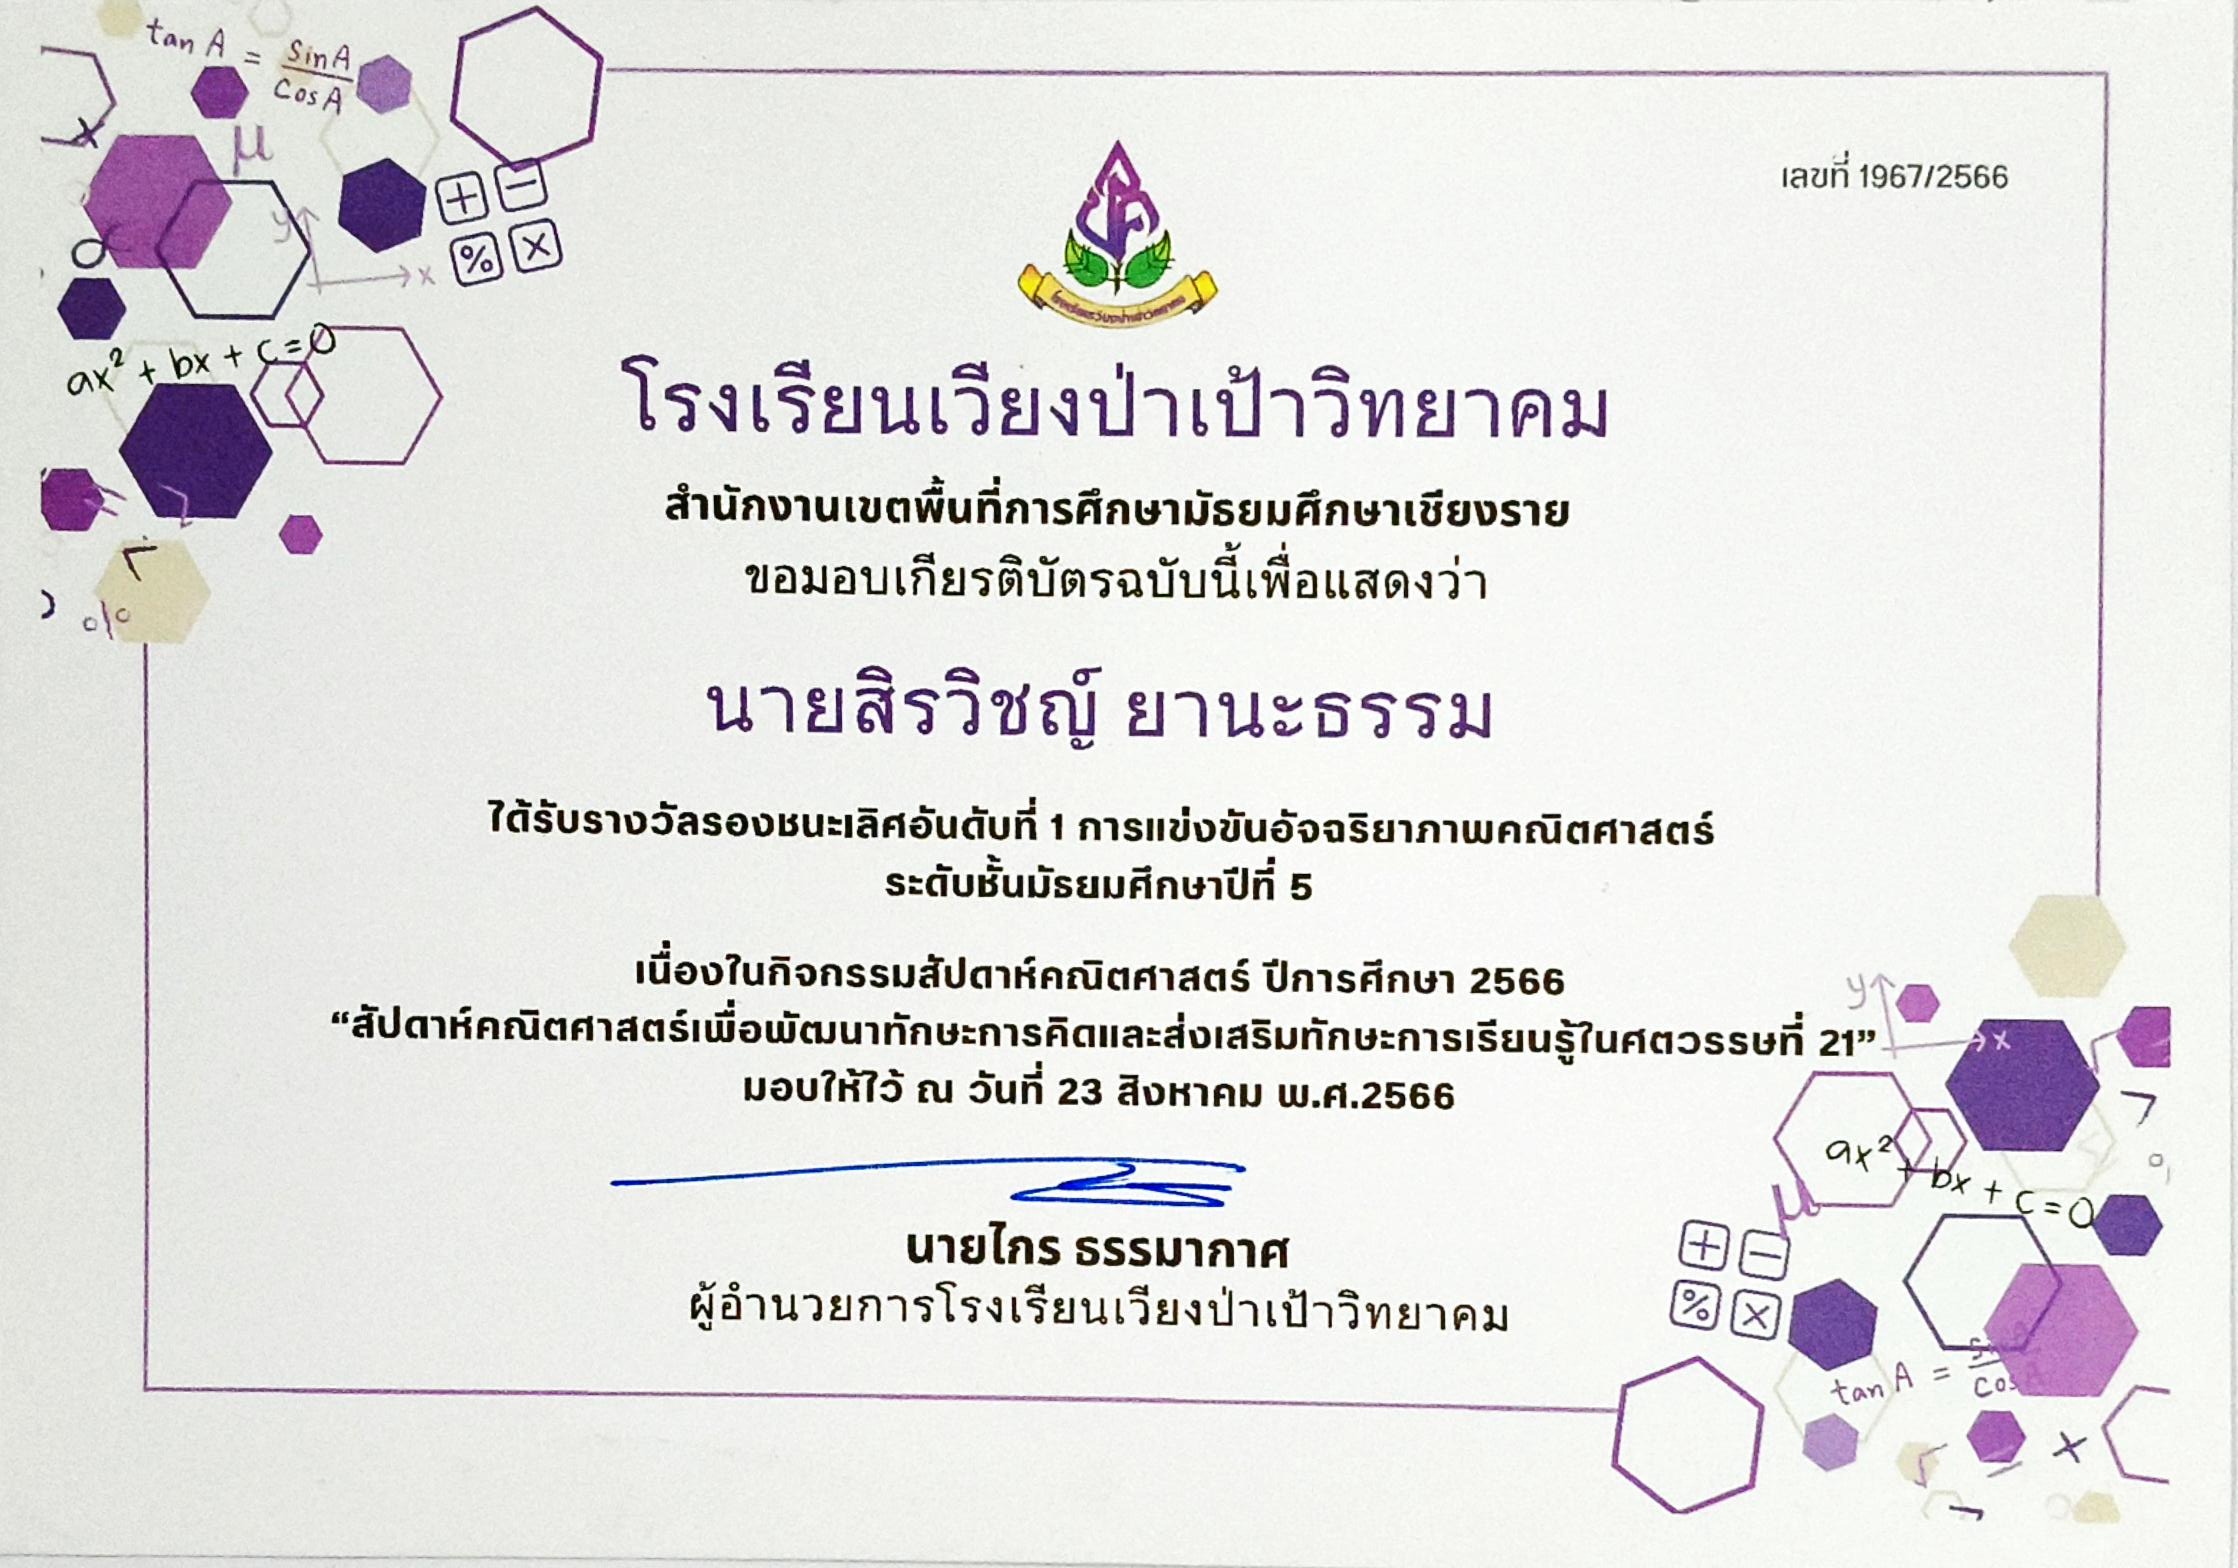 tan A = sin A / cos A
เลขที่ 1967/2566
μ
+ −
% ×
y
x
ax² + bx + c = 0
โรงเรียนเวียงป่าเป้าวิทยาคม
โรงเรียนเวียงป่าเป้าวิทยาคม
สำนักงานเขตพื้นที่การศึกษามัธยมศึกษาเชียงราย
ขอมอบเกียรติบัตรฉบับนี้เพื่อแสดงว่า
นายสิรวิชญ์ ยานะธรรม
ได้รับรางวัลรองชนะเลิศอันดับที่ 1 การแข่งขันอัจฉริยาภาพคณิตศาสตร์
ระดับชั้นมัธยมศึกษาปีที่ 5
เนื่องในกิจกรรมสัปดาห์คณิตศาสตร์ ปีการศึกษา 2566
“สัปดาห์คณิตศาสตร์เพื่อพัฒนาทักษะการคิดและส่งเสริมทักษะการเรียนรู้ในศตวรรษที่ 21”
มอบให้ไว้ ณ วันที่ 23 สิงหาคม พ.ศ.2566
นายไกร ธรรมากาศ
ผู้อำนวยการโรงเรียนเวียงป่าเป้าวิทยาคม
y
x
ax² + bx + c = 0
μ
+ −
% ×
tan A =